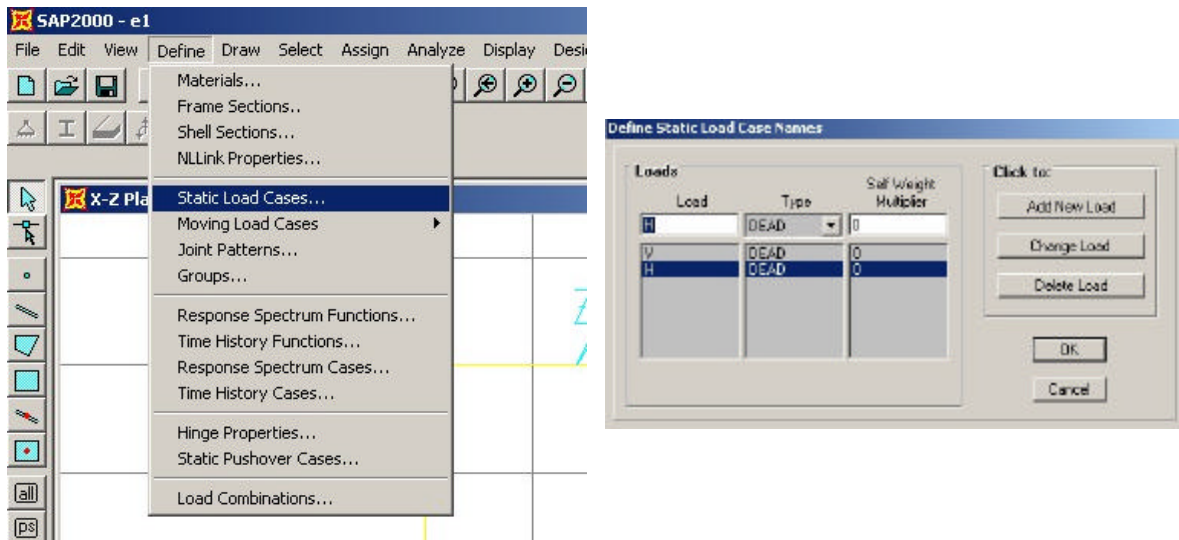 SAP2000 - e1
File Edit View Define Draw Select Assign Analyze Display Desi
Materials...
Frame Sections..
Shell Sections...
NLLink Properties...
X-Z Pla
Static Load Cases...
Moving Load Cases
Joint Patterns...
Groups...
Response Spectrum Functions...
Time History Functions...
Response Spectrum Cases...
Time History Cases...
Hinge Properties...
Static Pushover Cases...
Load Combinations...
all
ps
Z
Define Static Load Case Names
Loads
Load Type Self Weight Multiplier
H DEAD 0
V DEAD 0
H DEAD 0
Click to:
Add New Load
Change Load
Delete Load
OK
Cancel